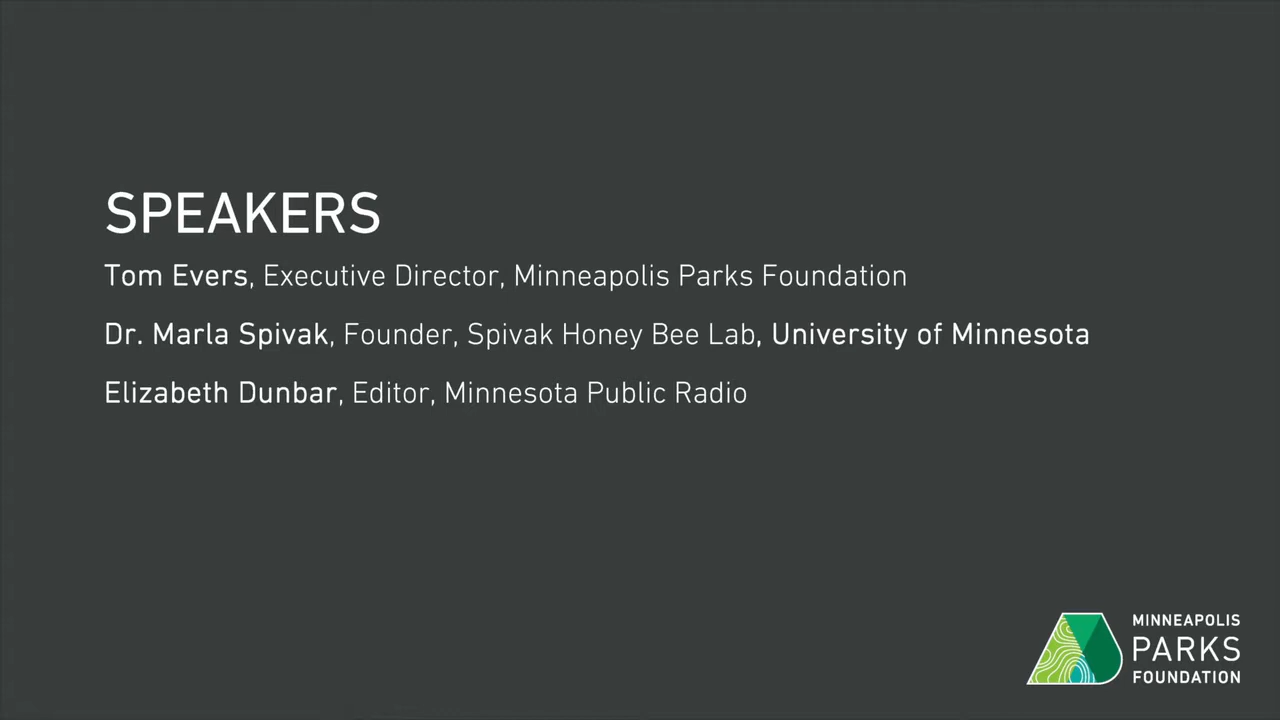 SPEAKERS
Tom Evers, Executive Director, Minneapolis Parks Foundation
Dr. Marla Spivak, Founder, Spivak Honey Bee Lab, University of Minnesota
Elizabeth Dunbar, Editor, Minnesota Public Radio
MINNEAPOLIS
PARKS
FOUNDATION